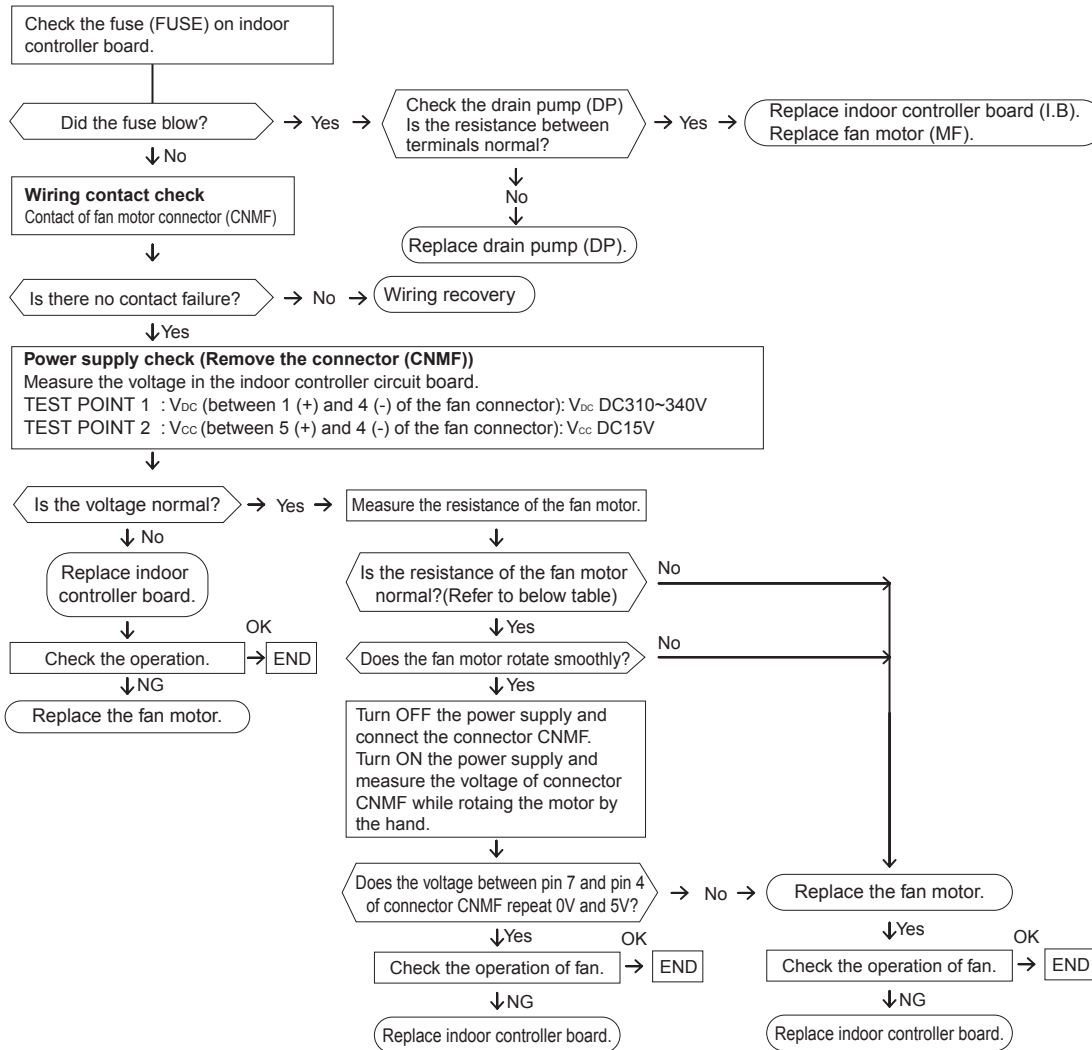 Check the fuse (FUSE) on indoor
controller board.
Did the fuse blow?
Yes
Check the drain pump (DP)
Is the resistance between
terminals normal?
Yes
Replace indoor controller board (I.B).
Replace fan motor (MF).
No
No
Replace drain pump (DP).
Wiring contact check
Contact of fan motor connector (CNMF)
Is there no contact failure?
No
Wiring recovery
Yes
Power supply check (Remove the connector (CNMF))
Measure the voltage in the indoor controller circuit board.
TEST POINT 1 : VDC (between 1 (+) and 4 (-) of the fan connector): VDC DC310~340V
TEST POINT 2 : VCC (between 5 (+) and 4 (-) of the fan connector): VCC DC15V
Is the voltage normal?
Yes
Measure the resistance of the fan motor.
No
Replace indoor
controller board.
Is the resistance of the fan motor
normal?(Refer to below table)
No
Yes
Check the operation.
OK
END
NG
Replace the fan motor.
Does the fan motor rotate smoothly?
No
Yes
Turn OFF the power supply and
connect the connector CNMF.
Turn ON the power supply and
measure the voltage of connector
CNMF while rotaing the motor by
the hand.
Does the voltage between pin 7 and pin 4
of connector CNMF repeat 0V and 5V?
No
Replace the fan motor.
Yes
Check the operation of fan.
OK
END
NG
Replace indoor controller board.
Yes
Check the operation of fan.
OK
END
NG
Replace indoor controller board.